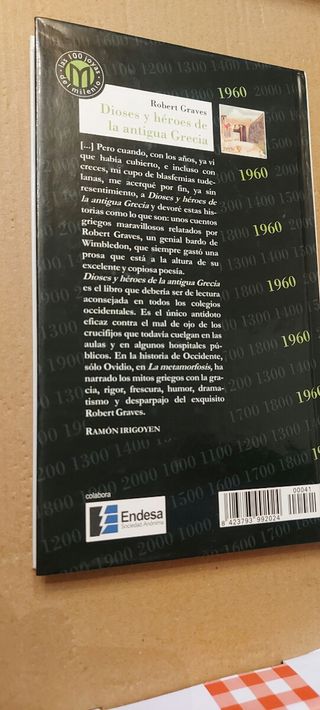 las 100 joyas
del milenio
M
Robert Graves
Dioses y héroes de
la antigua Grecia
[...] Pero cuando, con los años, ya vi
que había cubierto, e incluso con
creces, mi cupo de blasfemias tude-
lanas, me acerqué por fin, ya sin
resentimiento, a Dioses y héroes de
la antigua Grecia y devoré estas his-
torias como lo que son: unos cuentos
griegos maravillosos relatados por
Robert Graves, un genial bardo de
Wimbledon, que siempre gastó una
prosa que está a la altura de su
excelente y copiosa poesía.
Dioses y héroes de la antigua Grecia
es el libro que debería ser de lectura
aconsejada en todos los colegios
occidentales. Es el único antídoto
eficaz contra el mal de ojo de los
crucifijos que todavía cuelgan en las
aulas y en algunos hospitales pú-
blicos. En la historia de Occidente,
sólo Ovidio, en La metamorfosis, ha
narrado los mitos griegos con la gra-
cia, rigor, frescura, humor, drama-
tismo y desparpajo del exquisito
Robert Graves.
RAMÓN IRIGOYEN
1960
1960
1960
1960
1960
1960
colabora
Endesa
Sociedad Anónima
00041
8 423793 992024